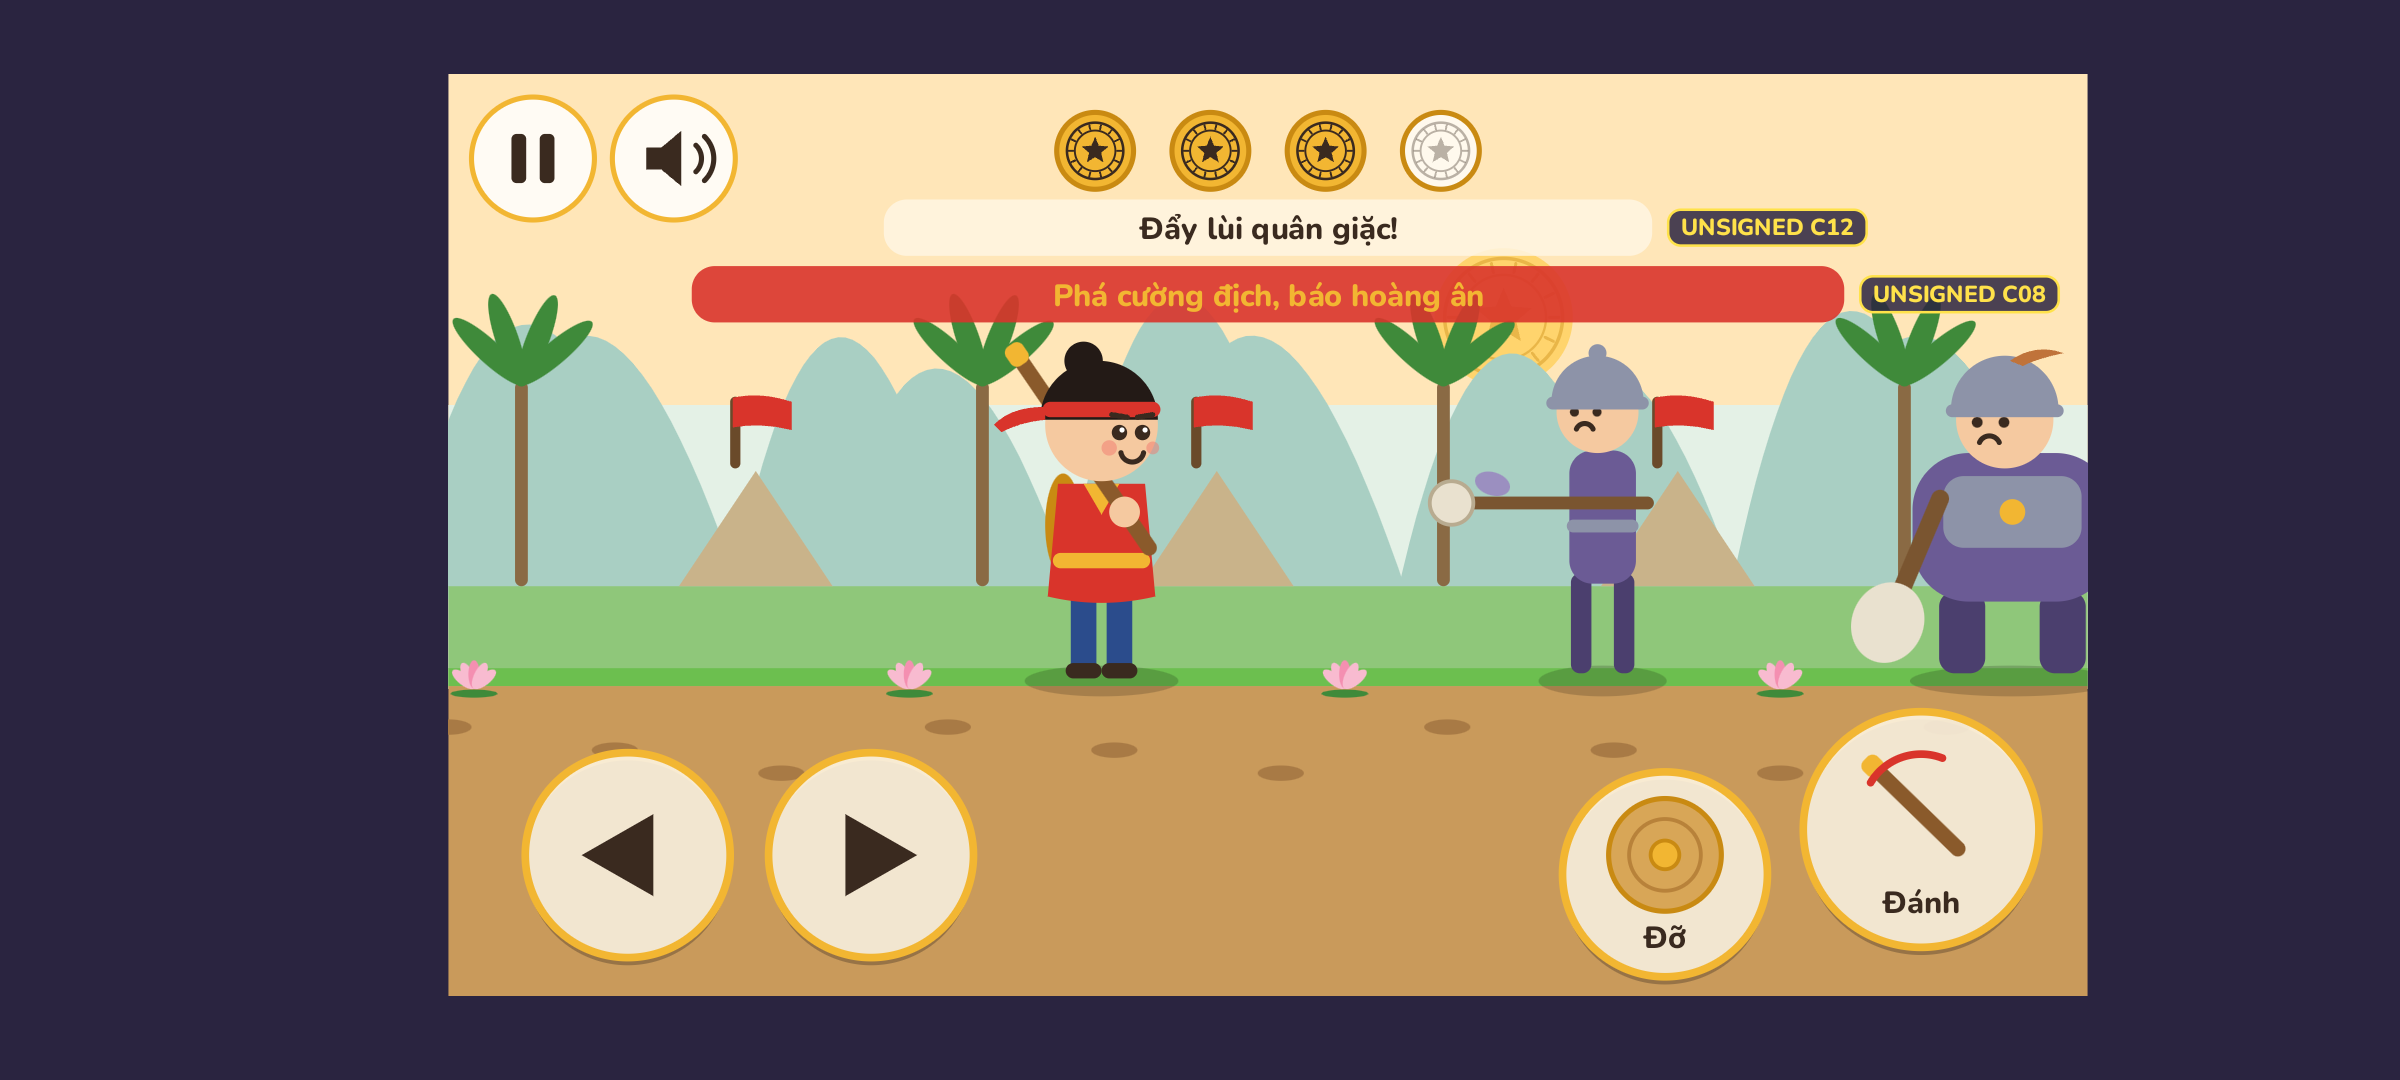 Đẩy lùi quân giặc!
UNSIGNED C12
Phá cường địch, báo hoàng ân
UNSIGNED C08
Đánh
Đỡ